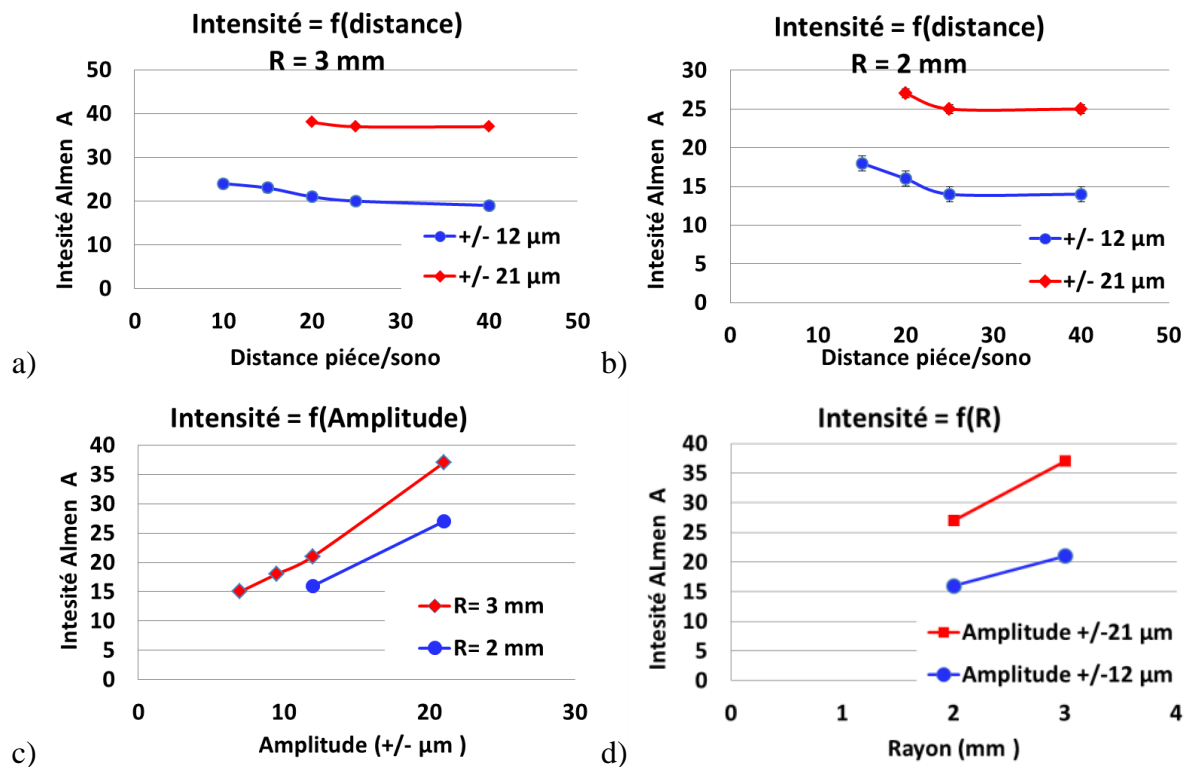 Intensité = f(distance)
R = 3 mm
50
40
30
20
10
0
0 10 20 30 40 50
Intesité Almen A
Distance piéce/sono
+/- 12 µm
+/- 21 µm
a)
Intensité = f(distance)
R = 2 mm
30
25
20
15
10
5
0
0 10 20 30 40 50
Intesité Almen A
Distance piéce/sono
+/- 12 µm
+/- 21 µm
b)
Intensité = f(Amplitude)
40
35
30
25
20
15
10
5
0
0 10 20 30
Intesité Almen A
Amplitude (+/- µm )
R= 3 mm
R= 2 mm
c)
Intensité = f(R)
40
35
30
25
20
15
10
5
0
0 1 2 3 4
Intesité ALmen A
Rayon (mm )
Amplitude +/-21 µm
Amplitude +/-12 µm
d)